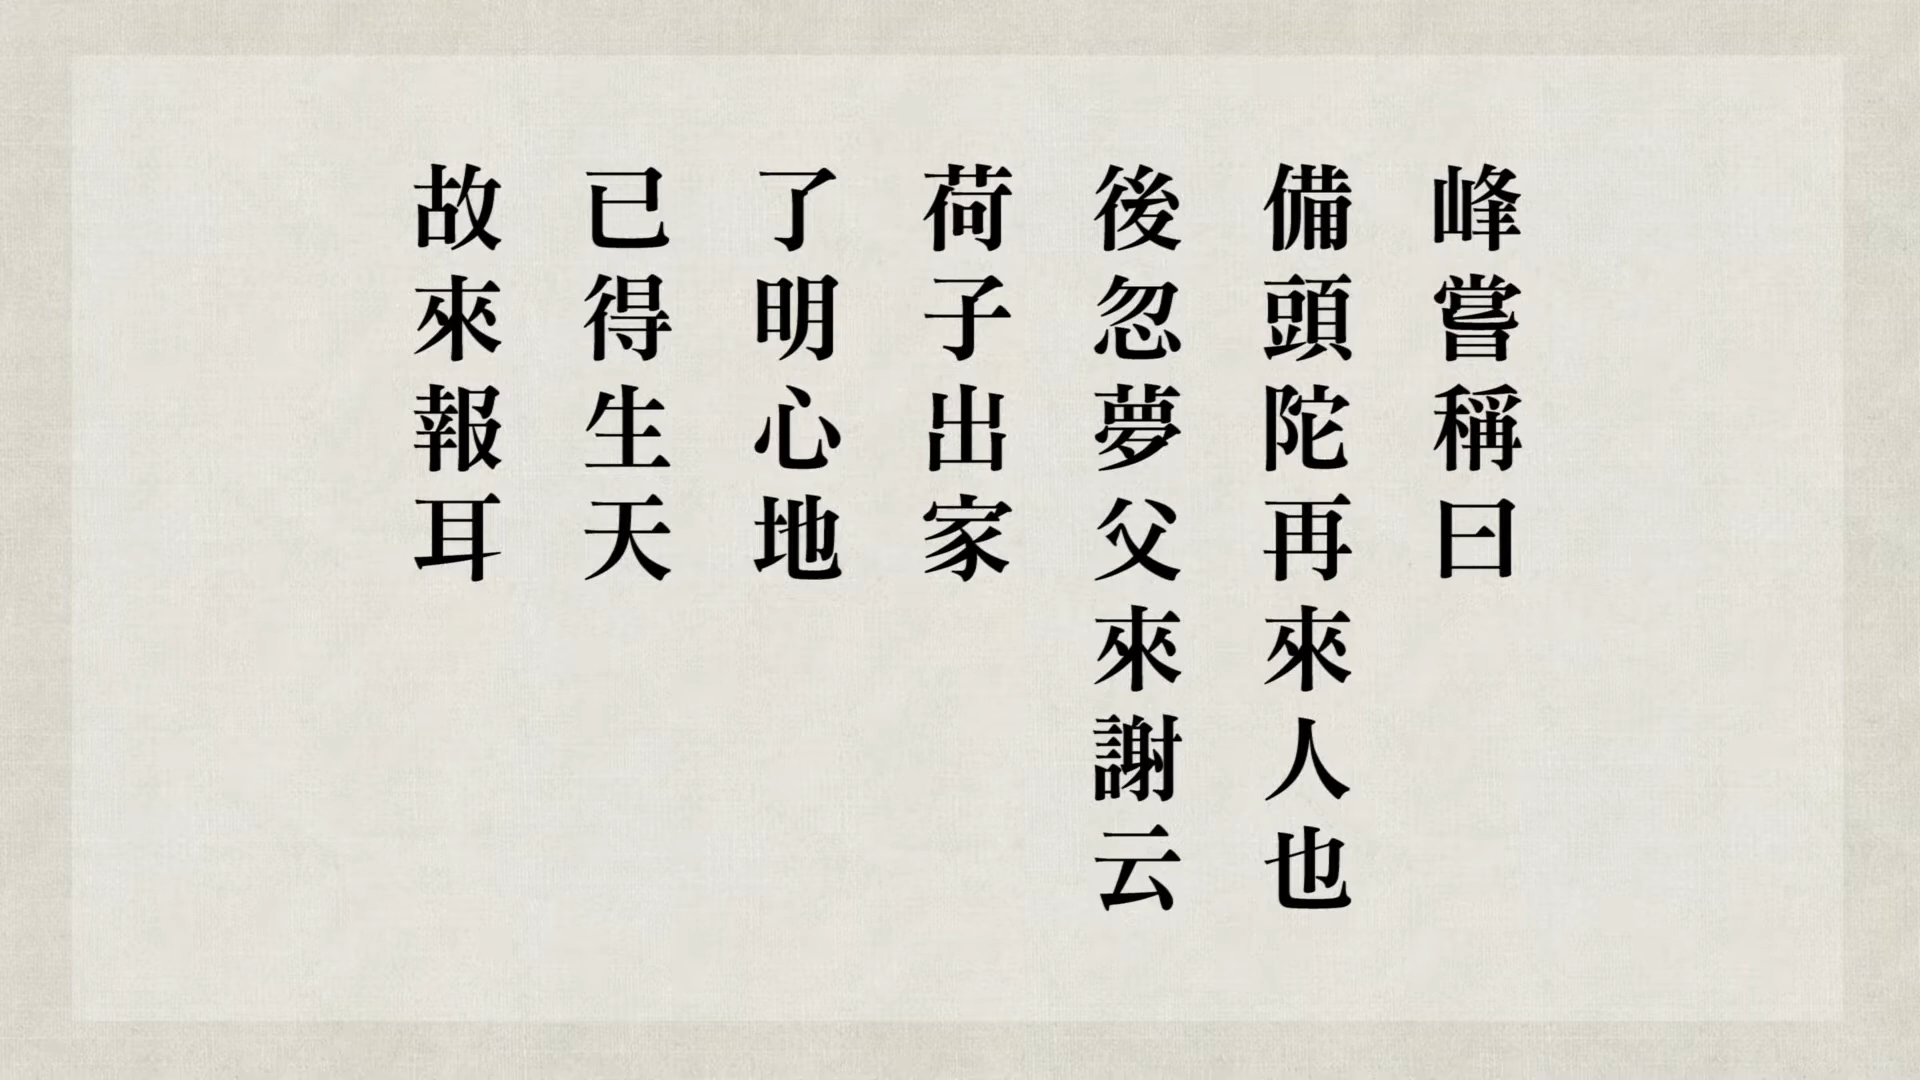 峰嘗稱曰
備頭陀再來人也
後忽夢父來謝云
荷子出家
了明心地
已得生天
故來報耳